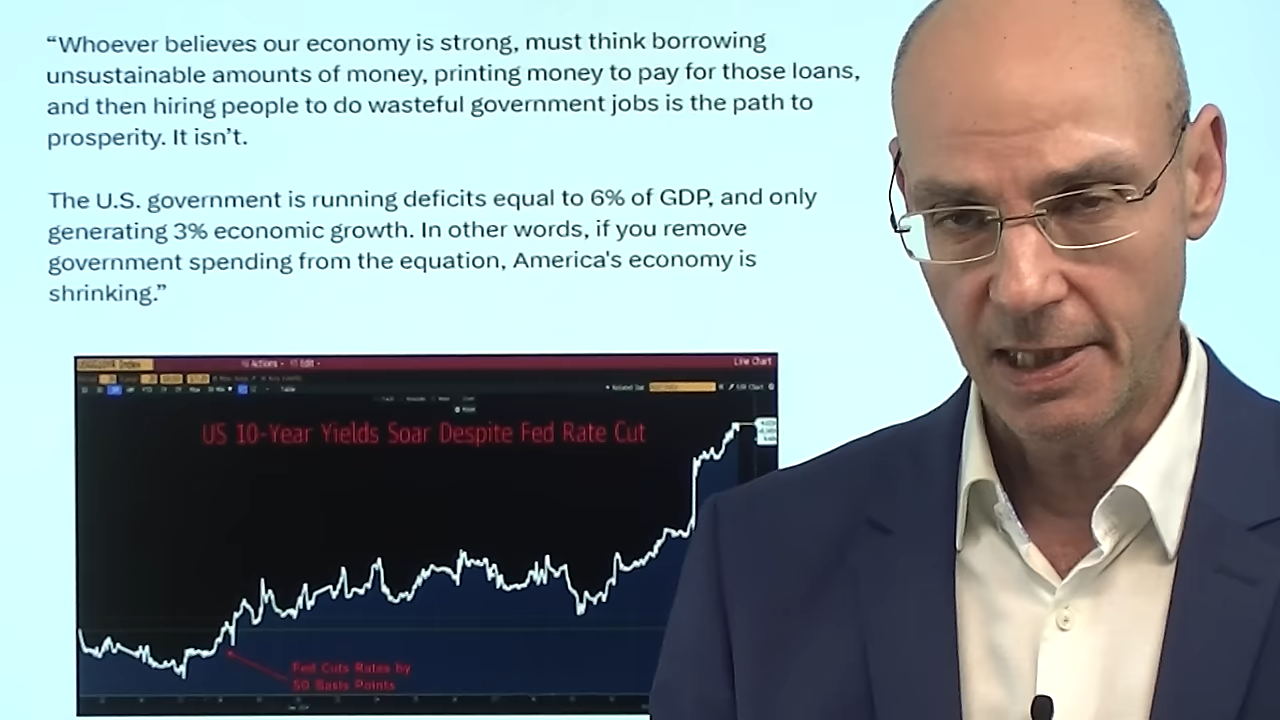 “Whoever believes our economy is strong, must think borrowing
unsustainable amounts of money, printing money to pay for those loans,
and then hiring people to do wasteful government jobs is the path to
prosperity. It isn’t.
The U.S. government is running deficits equal to 6% of GDP, and only
generating 3% economic growth. In other words, if you remove
government spending from the equation, America's economy is
shrinking.”
Index Actions Edit Line Chart
US 10-Year Yields Soar Despite Fed Rate Cut
Fed Cuts Rates by
50 Basis Points